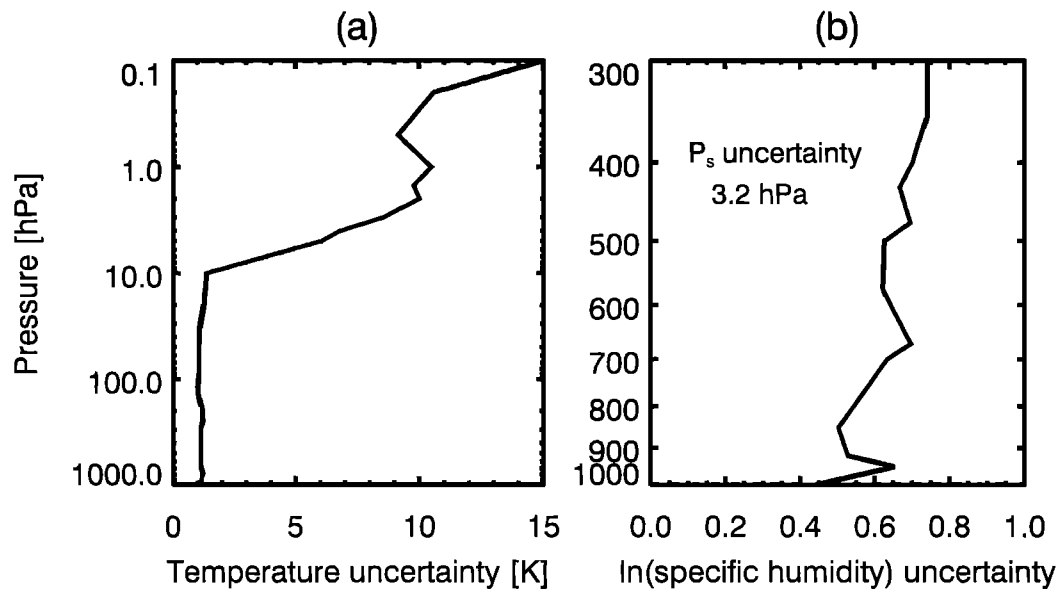 (a)
0.1
1.0
10.0
100.0
1000.0
Pressure [hPa]
0 5 10 15
Temperature uncertainty [K]
(b)
300
400
500
600
700
800
900
1000
Ps uncertainty
3.2 hPa
0.0 0.2 0.4 0.6 0.8 1.0
ln(specific humidity) uncertainty